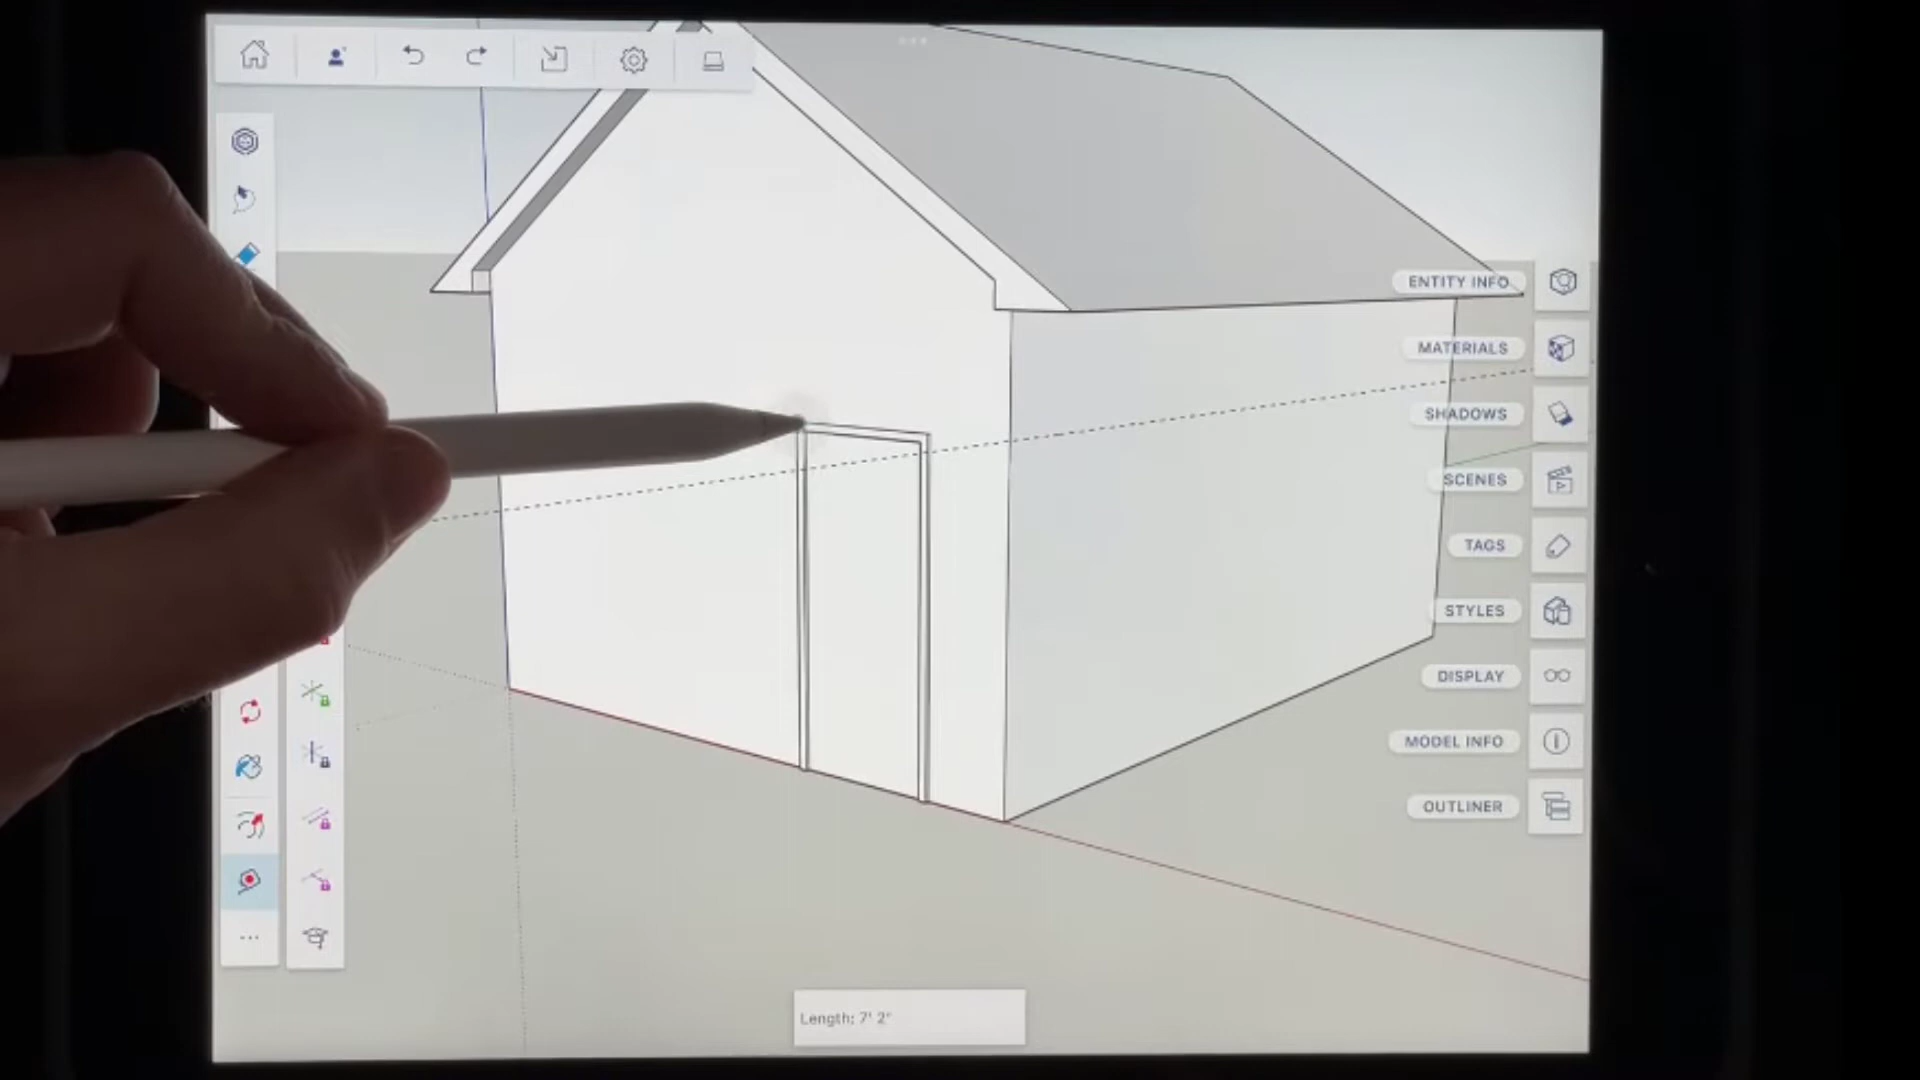 ENTITY INFO
MATERIALS
SHADOWS
SCENES
TAGS
STYLES
DISPLAY
MODEL INFO
OUTLINER
Length: 7' 2"